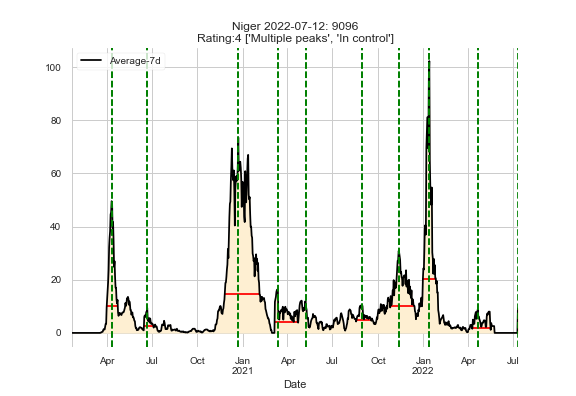 Niger 2022-07-12: 9096
Rating:4 ['Multiple peaks', 'In control']
Average-7d
100
80
60
40
20
0
Apr Jul Oct Jan Apr Jul Oct Jan Apr Jul
2021 2022
Date